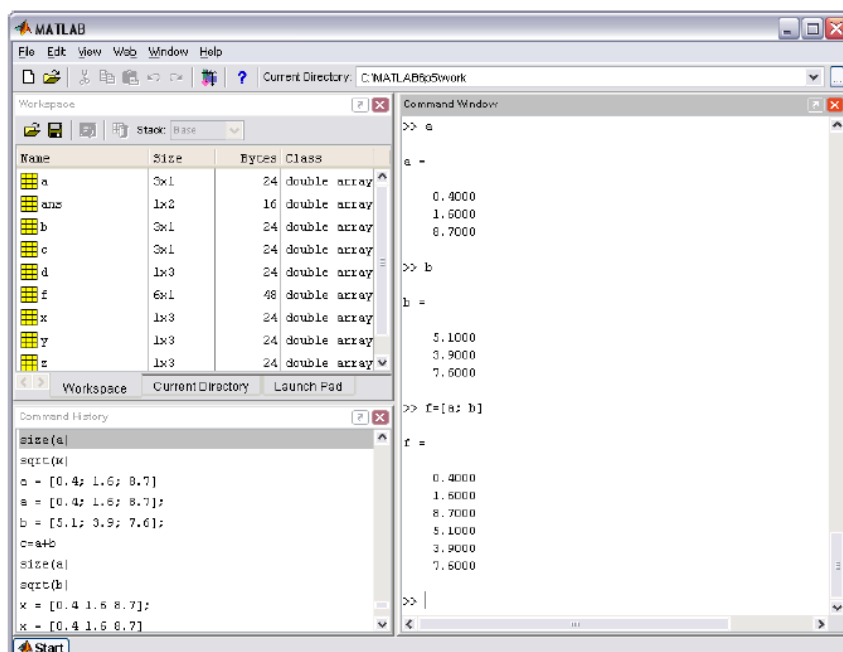 MATLAB
File Edit View Web Window Help
? Current Directory: C:\MATLAB6p5\work
Workspace
Stack: Base
Name Size Bytes Class
a 3x1 24 double array
ans 1x2 16 double array
b 3x1 24 double array
c 3x1 24 double array
d 1x3 24 double array
f 6x1 48 double array
x 1x3 24 double array
y 1x3 24 double array
z 1x3 24 double array
Workspace Current Directory Launch Pad
Command History
size(a)
sqrt(x)
a = [0.4; 1.6; 8.7]
a = [0.4; 1.6; 8.7];
b = [5.1; 3.9; 7.6];
c=a+b
size(a)
sqrt(b)
x = [0.4 1.6 8.7];
x = [0.4 1.6 8.7]
Start
Command Window
>> a
a =
0.4000
1.6000
8.7000
>> b
b =
5.1000
3.9000
7.6000
>> f=[a; b]
f =
0.4000
1.6000
8.7000
5.1000
3.9000
7.6000
>>